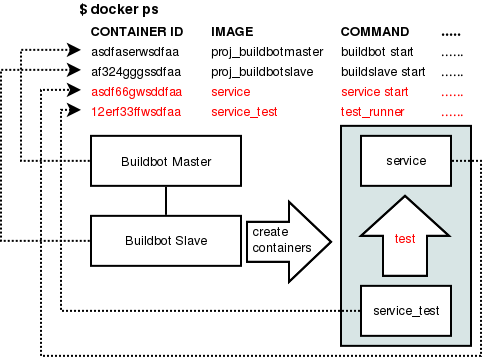 $ docker ps
CONTAINER ID IMAGE COMMAND .....
asdfaserwsdfaa proj_buildbotmaster buildbot start ......
af324gggssdfaa proj_buildbotslave buildslave start ......
asdf66gwsddfaa service service start ......
12erf33ffwsdfaa service_test test_runner ......
Buildbot Master
service
Buildbot Slave
create
containers
test
service_test